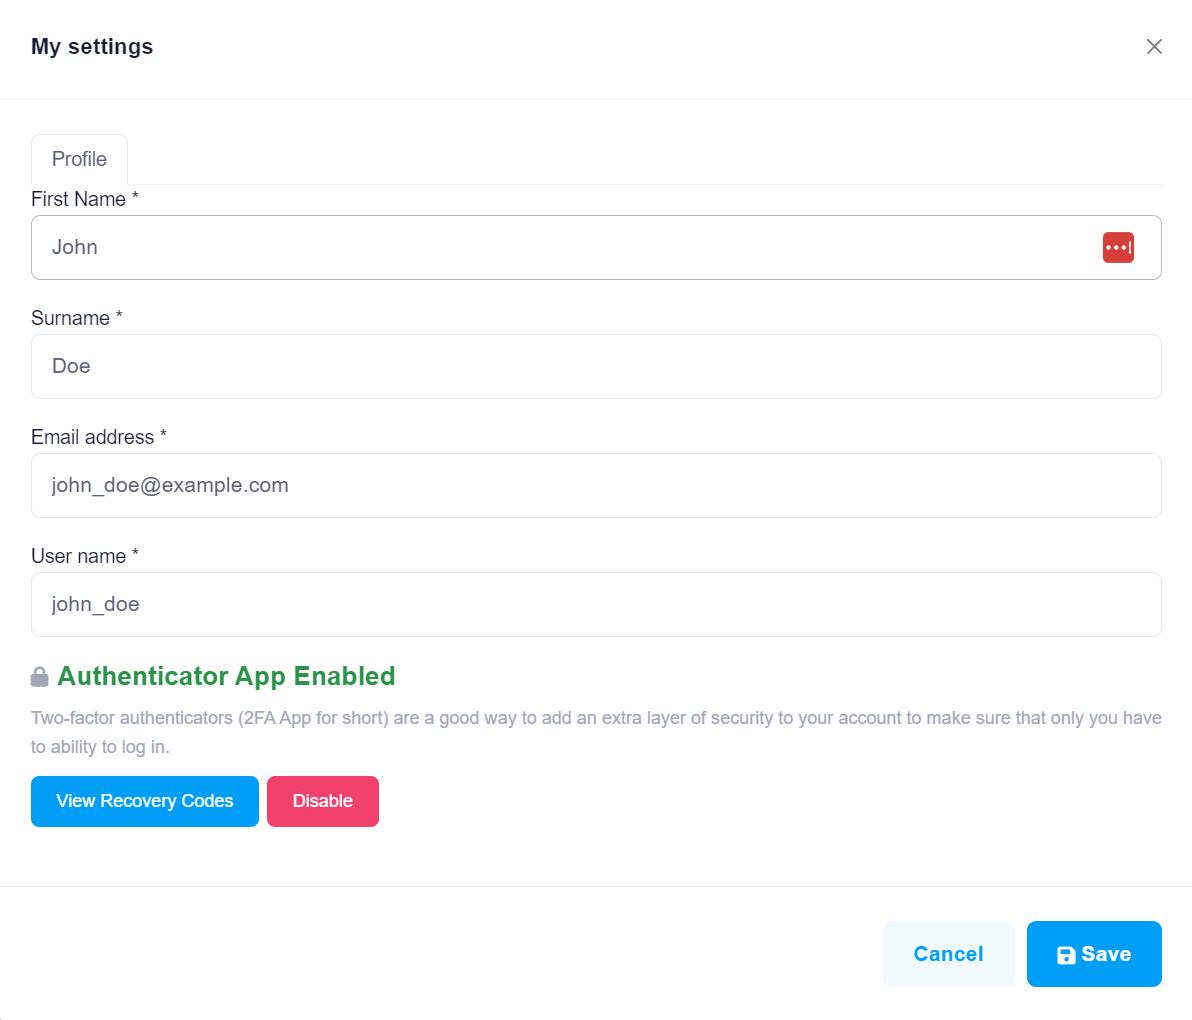 My settings
Profile
First Name *
John
Surname *
Doe
Email address *
john_doe@example.com
User name *
john_doe
Authenticator App Enabled
Two-factor authenticators (2FA App for short) are a good way to add an extra layer of security to your account to make sure that only you have
to ability to log in.
View Recovery Codes
Disable
Cancel
Save